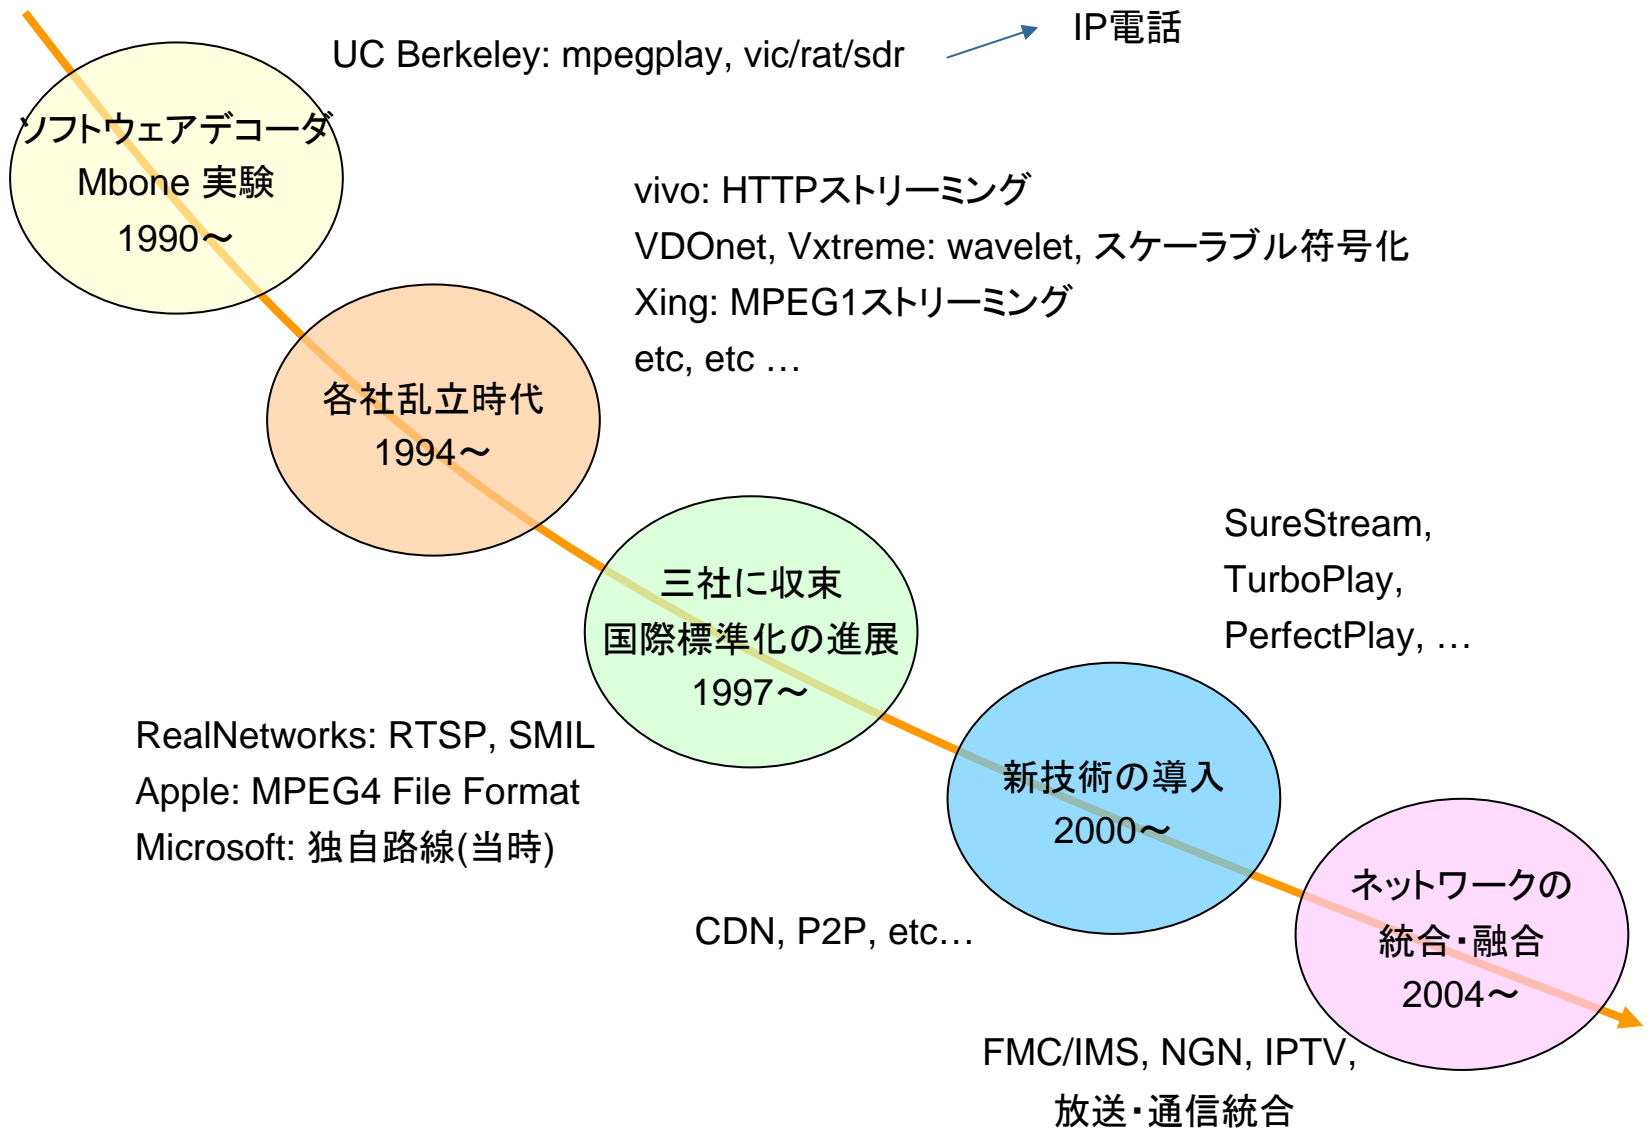 UC Berkeley: mpegplay, vic/rat/sdr
IP電話
ソフトウェアデコーダ
Mbone 実験
1990～
vivo: HTTPストリーミング
VDOnet, Vxtreme: wavelet, スケーラブル符号化
Xing: MPEG1ストリーミング
etc, etc …
各社乱立時代
1994～
三社に収束
国際標準化の進展
1997～
SureStream,
TurboPlay,
PerfectPlay, …
RealNetworks: RTSP, SMIL
Apple: MPEG4 File Format
Microsoft: 独自路線(当時)
新技術の導入
2000～
CDN, P2P, etc…
ネットワークの
統合・融合
2004～
FMC/IMS, NGN, IPTV,
放送・通信統合